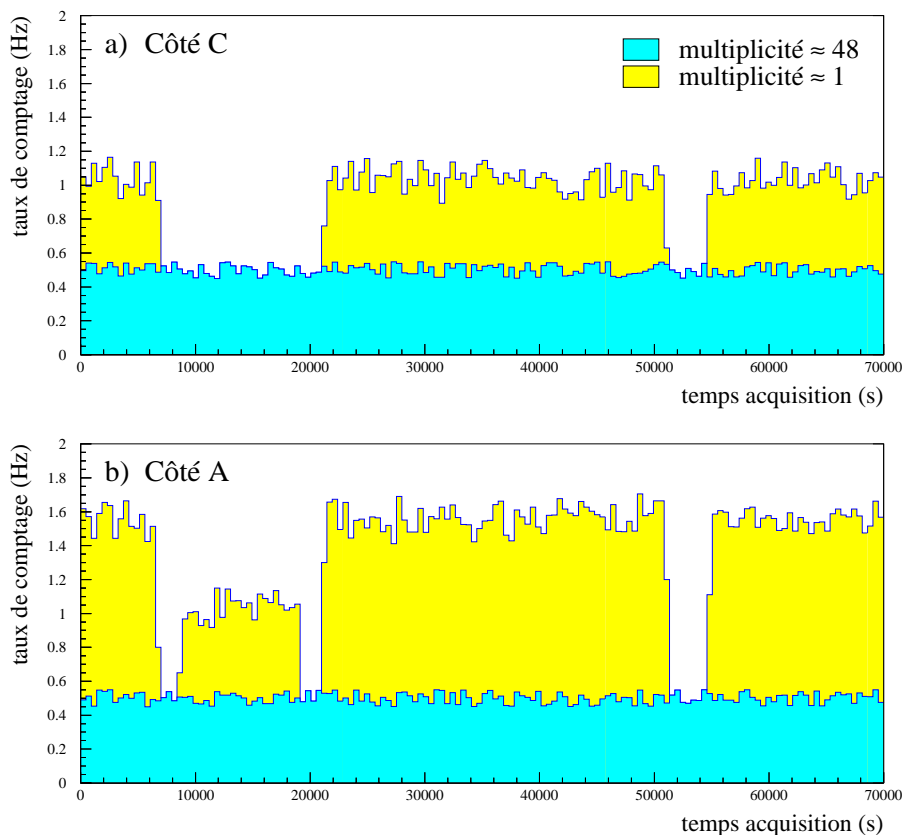 a) Côté C
multiplicité ≈ 48
multiplicité ≈ 1
taux de comptage (Hz)
2
1.8
1.6
1.4
1.2
1
0.8
0.6
0.4
0.2
0
0 10000 20000 30000 40000 50000 60000 70000
temps acquisition (s)
b) Côté A
taux de comptage (Hz)
2
1.8
1.6
1.4
1.2
1
0.8
0.6
0.4
0.2
0
0 10000 20000 30000 40000 50000 60000 70000
temps acquisition (s)